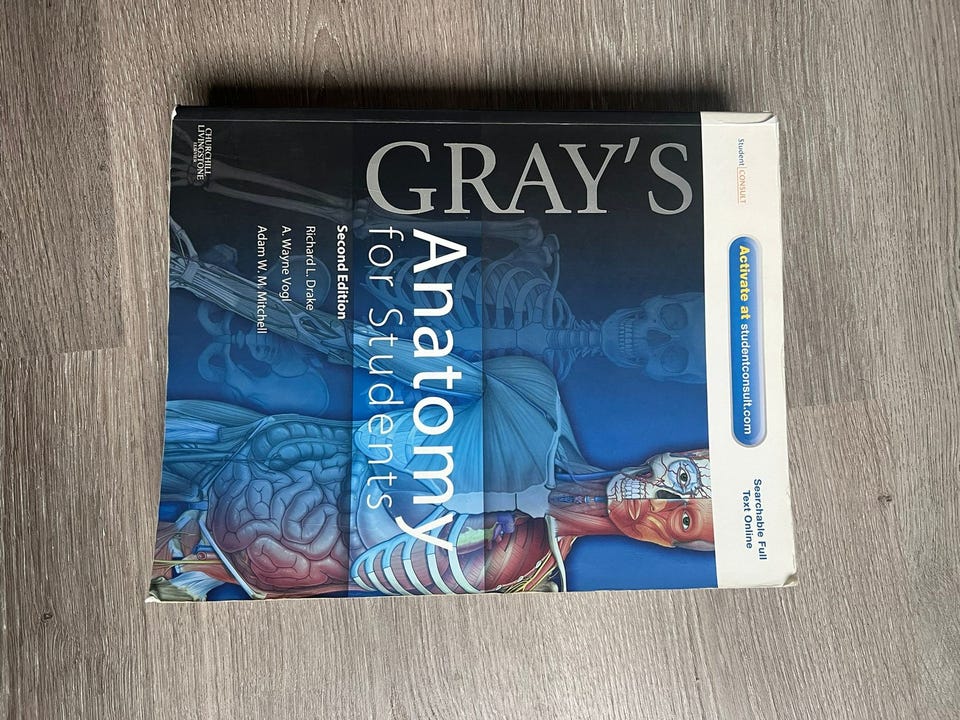 Student CONSULT
Activate at studentconsult.com
Searchable Full
Text Online
GRAY'S
Anatomy
for Students
Second Edition
Richard L. Drake
A. Wayne Vogl
Adam W. M. Mitchell
CHURCHILL
LIVINGSTONE
ELSEVIER